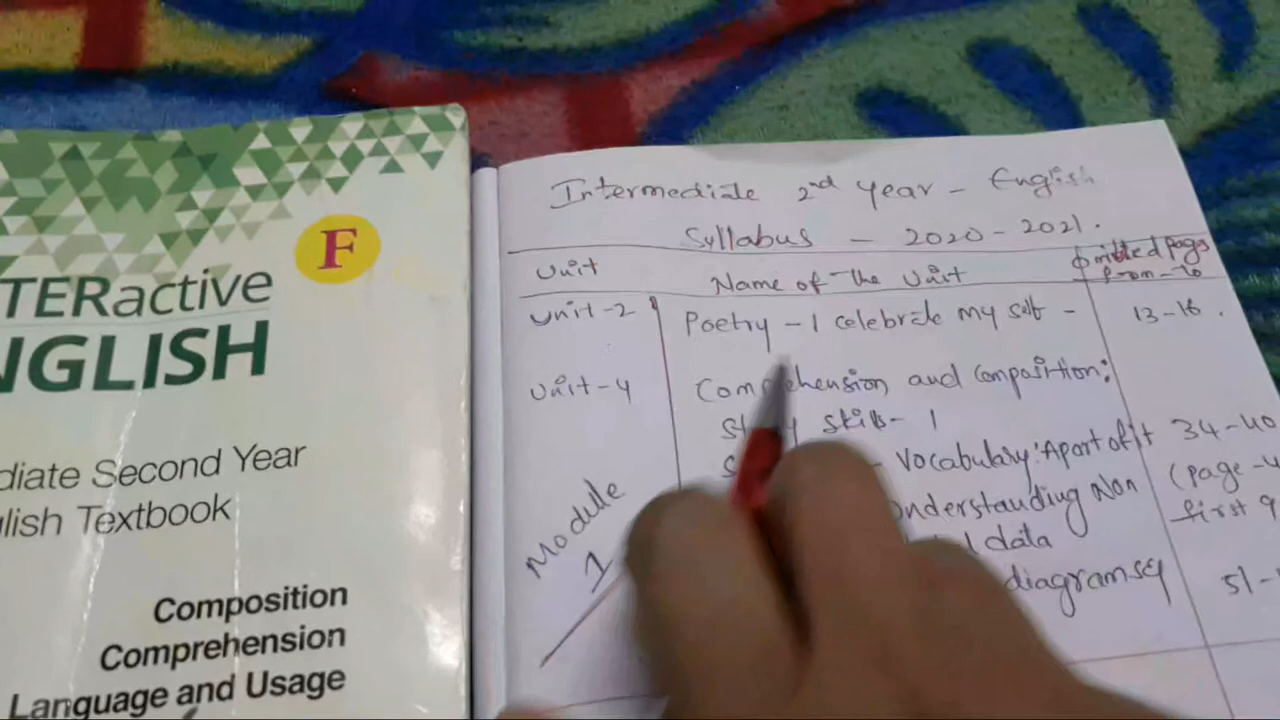 TERactive
F
NGLISH
diate Second Year
lish Textbook
Composition
Comprehension
Language and Usage
Intermediate 2nd year - English
Syllabus - 2020-2021.
Unit Name of the Unit Omitted pages
from-to
Unit-2 Poetry - I celebrate my self - 13-16.
Unit-4 Comprehension and Composition:
skills- 1
Vocabulary: A part of it 34-40
Understanding Non (page-4
data first 9
Module diagrams 51-
1